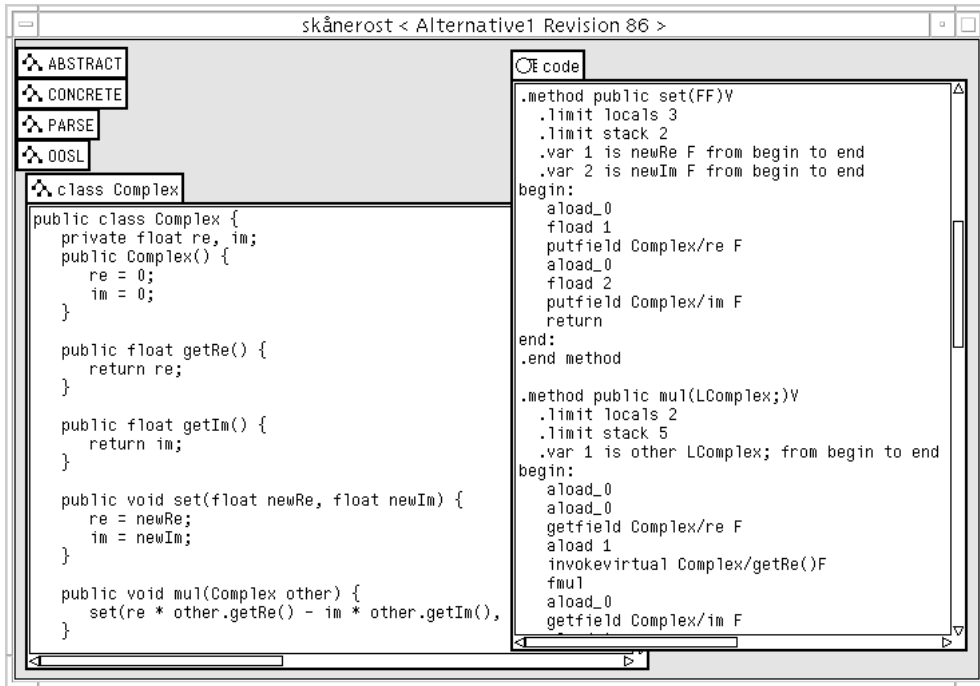 skånerost < Alternative1 Revision 86 >
ABSTRACT
CONCRETE
PARSE
OOSL
class Complex
public class Complex {
private float re, im;
public Complex() {
re = 0;
im = 0;
}
public float getRe() {
return re;
}
public float getIm() {
return im;
}
public void set(float newRe, float newIm) {
re = newRe;
im = newIm;
}
public void mul(Complex other) {
set(re * other.getRe() - im * other.getIm(),
}
code
.method public set(FF)V
.limit locals 3
.limit stack 2
.var 1 is newRe F from begin to end
.var 2 is newIm F from begin to end
begin:
aload_0
fload 1
putfield Complex/re F
aload_0
fload 2
putfield Complex/im F
return
end:
.end method
.method public mul(LComplex;)V
.limit locals 2
.limit stack 5
.var 1 is other LComplex; from begin to end
begin:
aload_0
aload_0
getfield Complex/re F
aload 1
invokevirtual Complex/getRe()F
fmul
aload_0
getfield Complex/im F